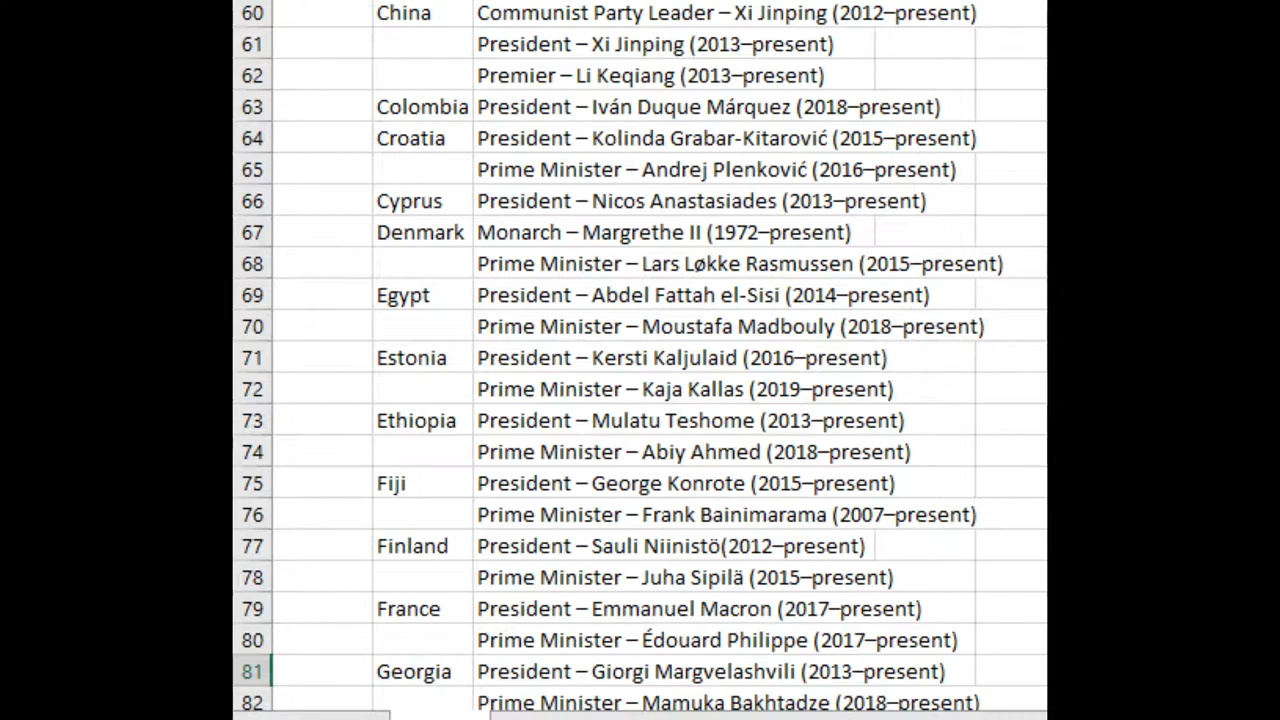 60 China Communist Party Leader – Xi Jinping (2012–present)
61 President – Xi Jinping (2013–present)
62 Premier – Li Keqiang (2013–present)
63 Colombia President – Iván Duque Márquez (2018–present)
64 Croatia President – Kolinda Grabar-Kitarović (2015–present)
65 Prime Minister – Andrej Plenković (2016–present)
66 Cyprus President – Nicos Anastasiades (2013–present)
67 Denmark Monarch – Margrethe II (1972–present)
68 Prime Minister – Lars Løkke Rasmussen (2015–present)
69 Egypt President – Abdel Fattah el-Sisi (2014–present)
70 Prime Minister – Moustafa Madbouly (2018–present)
71 Estonia President – Kersti Kaljulaid (2016–present)
72 Prime Minister – Kaja Kallas (2019–present)
73 Ethiopia President – Mulatu Teshome (2013–present)
74 Prime Minister – Abiy Ahmed (2018–present)
75 Fiji President – George Konrote (2015–present)
76 Prime Minister – Frank Bainimarama (2007–present)
77 Finland President – Sauli Niinistö(2012–present)
78 Prime Minister – Juha Sipilä (2015–present)
79 France President – Emmanuel Macron (2017–present)
80 Prime Minister – Édouard Philippe (2017–present)
81 Georgia President – Giorgi Margvelashvili (2013–present)
82 Prime Minister – Mamuka Bakhtadze (2018–present)